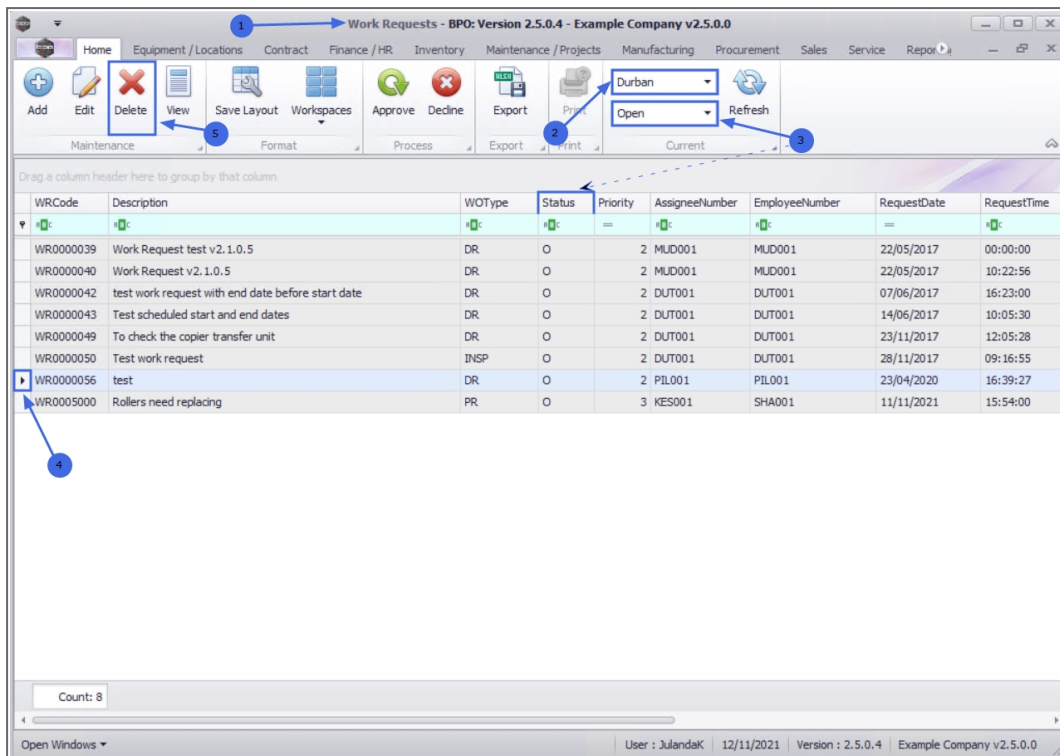 1
Work Requests - BPO: Version 2.5.0.4 - Example Company v2.5.0.0
Home Equipment / Locations Contract Finance / HR Inventory Maintenance / Projects Manufacturing Procurement Sales Service
Durban
Open
Add Edit Delete View Save Layout Workspaces Approve Decline Export Print Refresh
5 2 3
Maintenance Format Process Export Print Current
Drag a column header here to group by that column
WRCode Description WOType Status Priority AssigneeNumber EmployeeNumber RequestDate RequestTime
WR0000039 Work Request test v2.1.0.5 DR O 2 MUD001 MUD001 22/05/2017 00:00:00
WR0000040 Work Request v2.1.0.5 DR O 2 MUD001 MUD001 22/05/2017 10:22:56
WR0000042 test work request with end date before start date DR O 2 DUT001 DUT001 07/06/2017 16:23:00
WR0000043 Test scheduled start and end dates DR O 2 DUT001 DUT001 14/06/2017 10:05:30
WR0000049 To check the copier transfer unit DR O 2 DUT001 DUT001 23/11/2017 12:05:28
WR0000050 Test work request INSP O 2 DUT001 DUT001 28/11/2017 09:16:55
WR0000056 test DR O 2 PIL001 PIL001 23/04/2020 16:39:27
WR0005000 Rollers need replacing PR O 3 KES001 SHA001 11/11/2021 15:54:00
4
Count: 8
Open Windows User : JulandaK 12/11/2021 Version : 2.5.0.4 Example Company v2.5.0.0